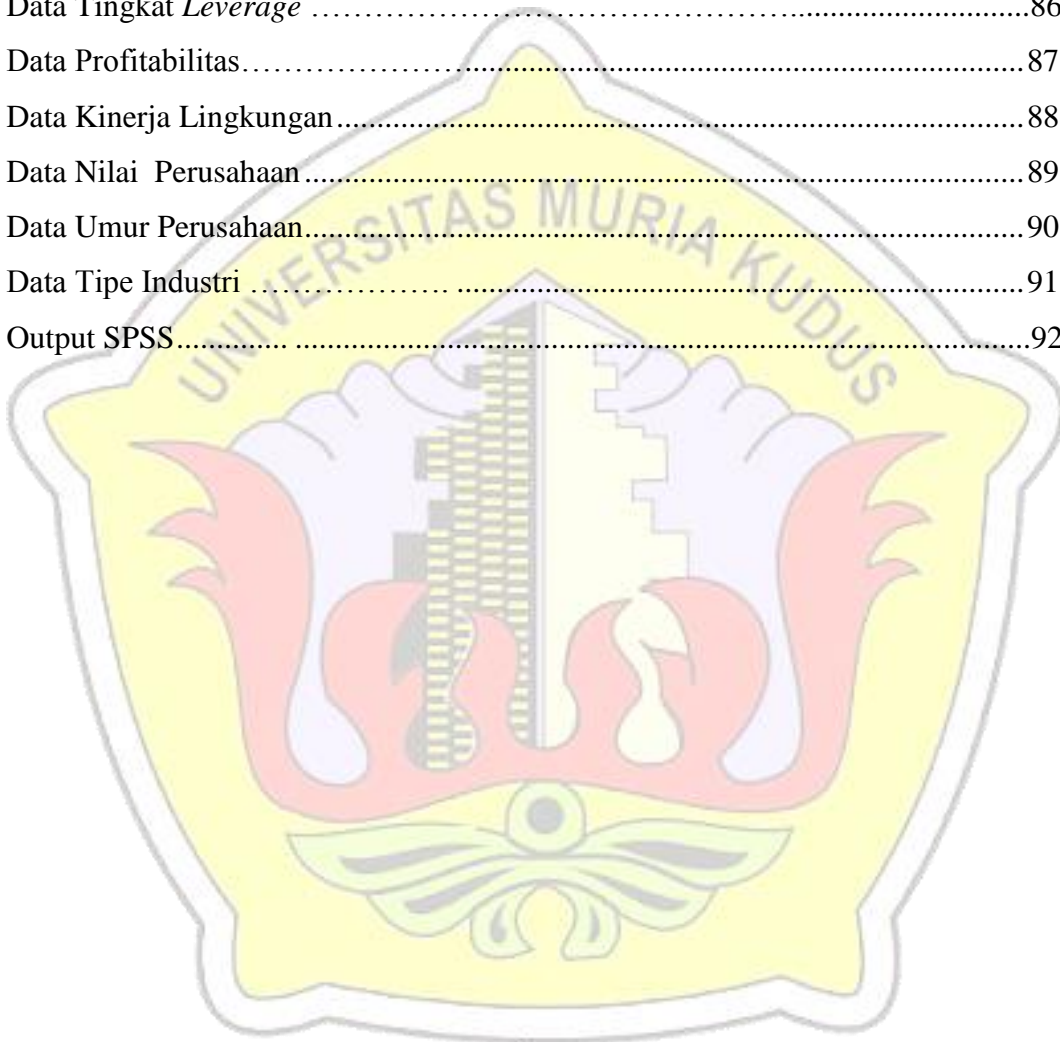 Data Tingkat Leverage ……………………………………………..............................86
Data Profitabilitas…………………........................................................................87
Data Kinerja Lingkungan......................................................................................88
Data Nilai  Perusahaan..........................................................................................89
Data Umur Perusahaan..........................................................................................90
Data Tipe Industri ………………. .......................................................................91
Output SPSS.............. ...........................................................................................92
UNIVERSITAS MURIA KUDUS